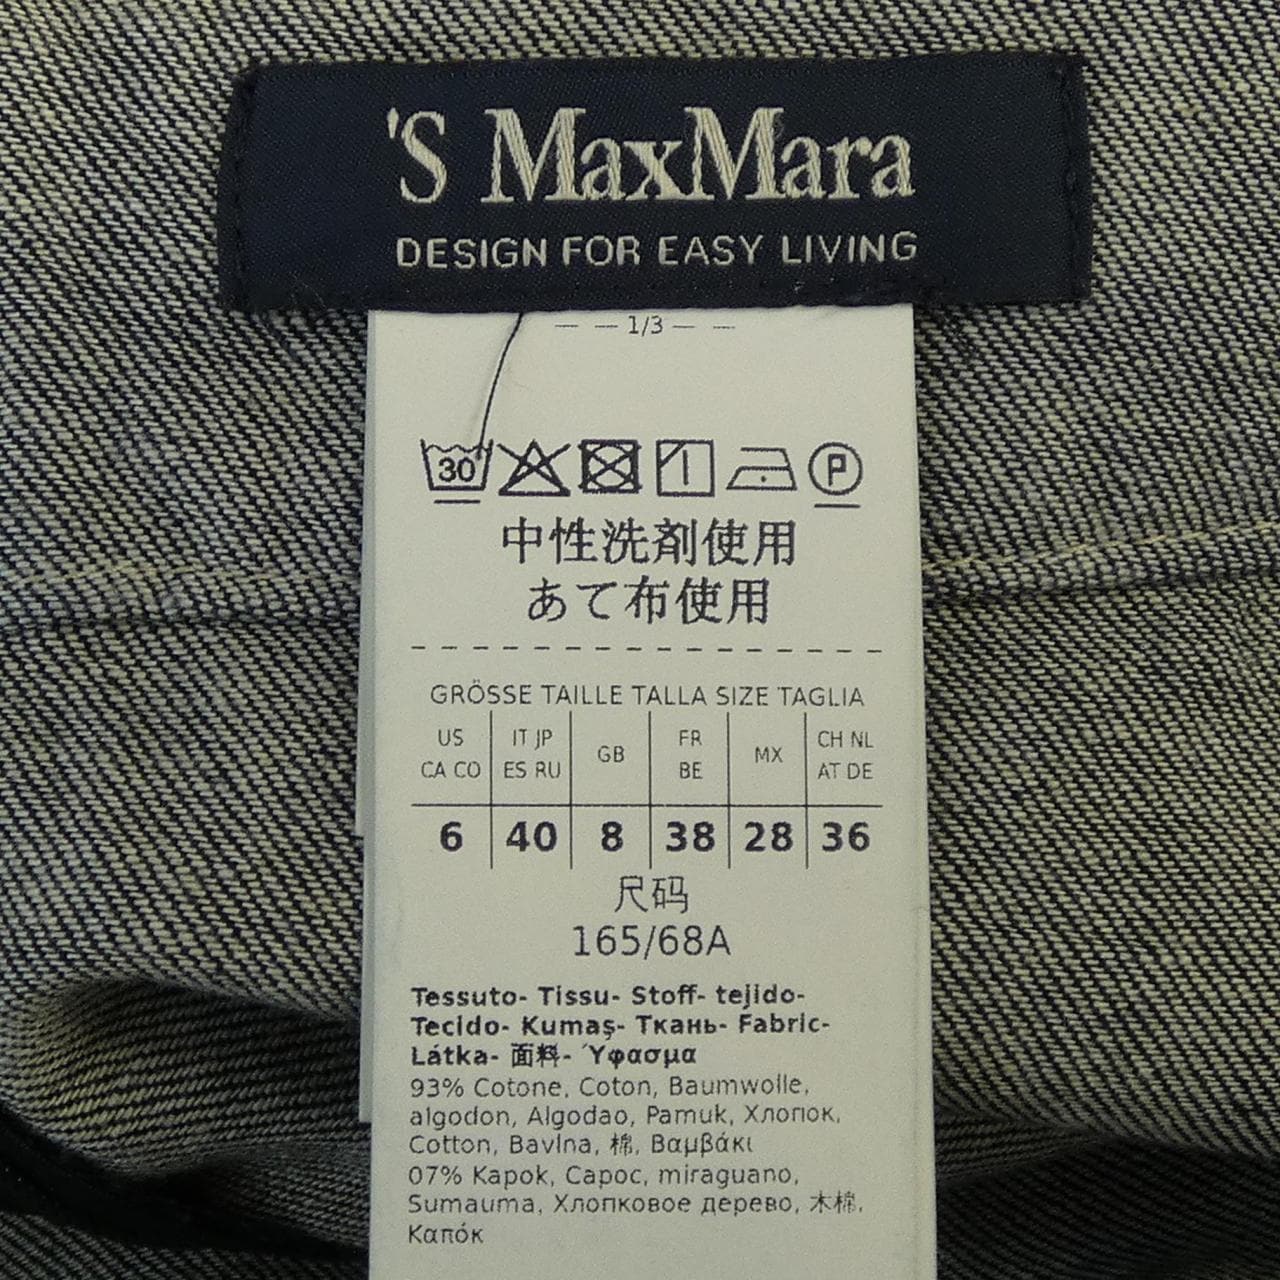 'S MaxMara
DESIGN FOR EASY LIVING
— — 1/3 — —
30
P
中性洗剤使用
あて布使用
GRÖSSE TAILLE TALLA SIZE TAGLIA
US CA CO IT JP ES RU GB FR BE MX CH NL AT DE
6 40 8 38 28 36
尺码
165/68A
Tessuto- Tissu- Stoff- tejido-
Tecido- Kumaş- Ткань- Fabric-
Látka- 面料- Ύφασμα
93% Cotone, Coton, Baumwolle,
algodon, Algodao, Pamuk, Хлопок,
Cotton, Bavlna, 棉, Βαμβάκι
07% Kapok, Capoc, miraguano,
Sumauma, Хлопковое дерево, 木棉,
Καπόκ